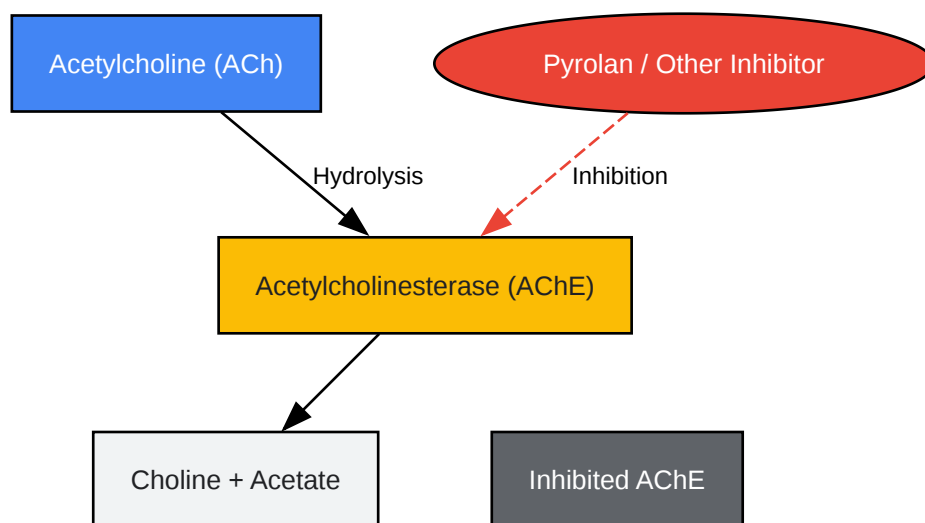 Acetylcholine (ACh)
Pyrolan / Other Inhibitor
Hydrolysis
Inhibition
Acetylcholinesterase (AChE)
Choline + Acetate
Inhibited AChE